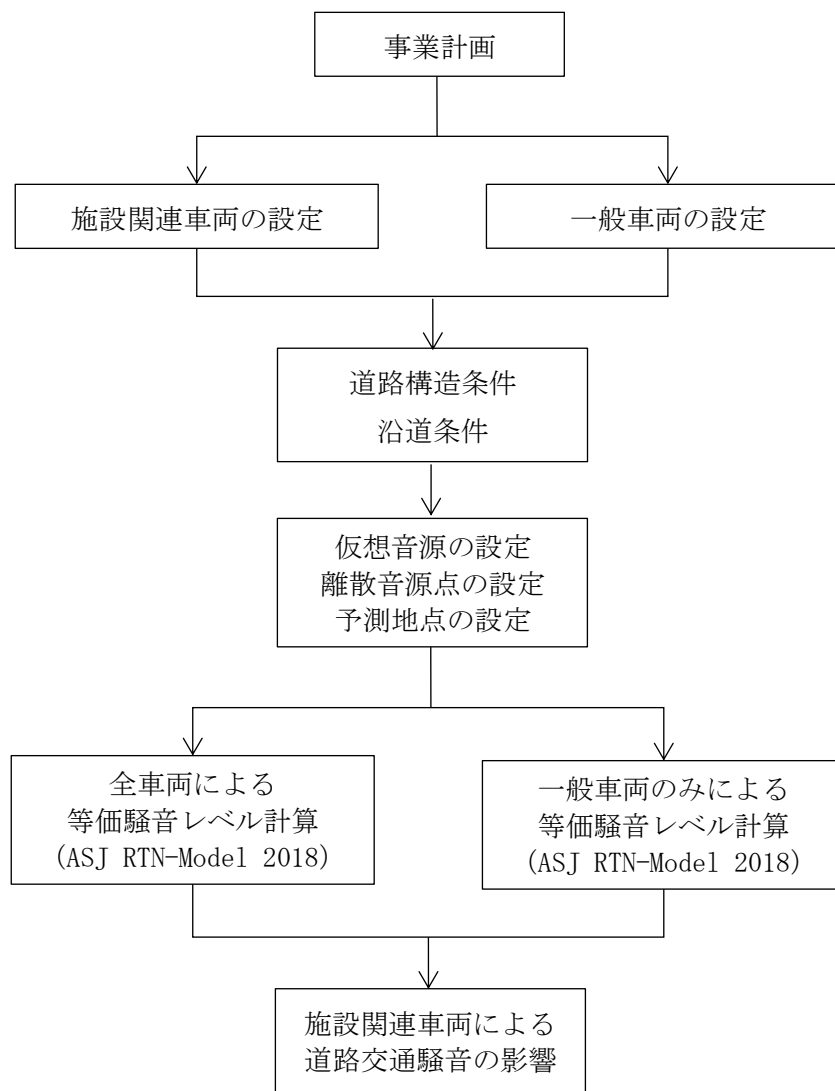 事業計画
施設関連車両の設定
一般車両の設定
道路構造条件
沿道条件
仮想音源の設定
離散音源点の設定
予測地点の設定
全車両による
等価騒音レベル計算
(ASJ RTN-Model 2018)
一般車両のみによる
等価騒音レベル計算
(ASJ RTN-Model 2018)
施設関連車両による
道路交通騒音の影響